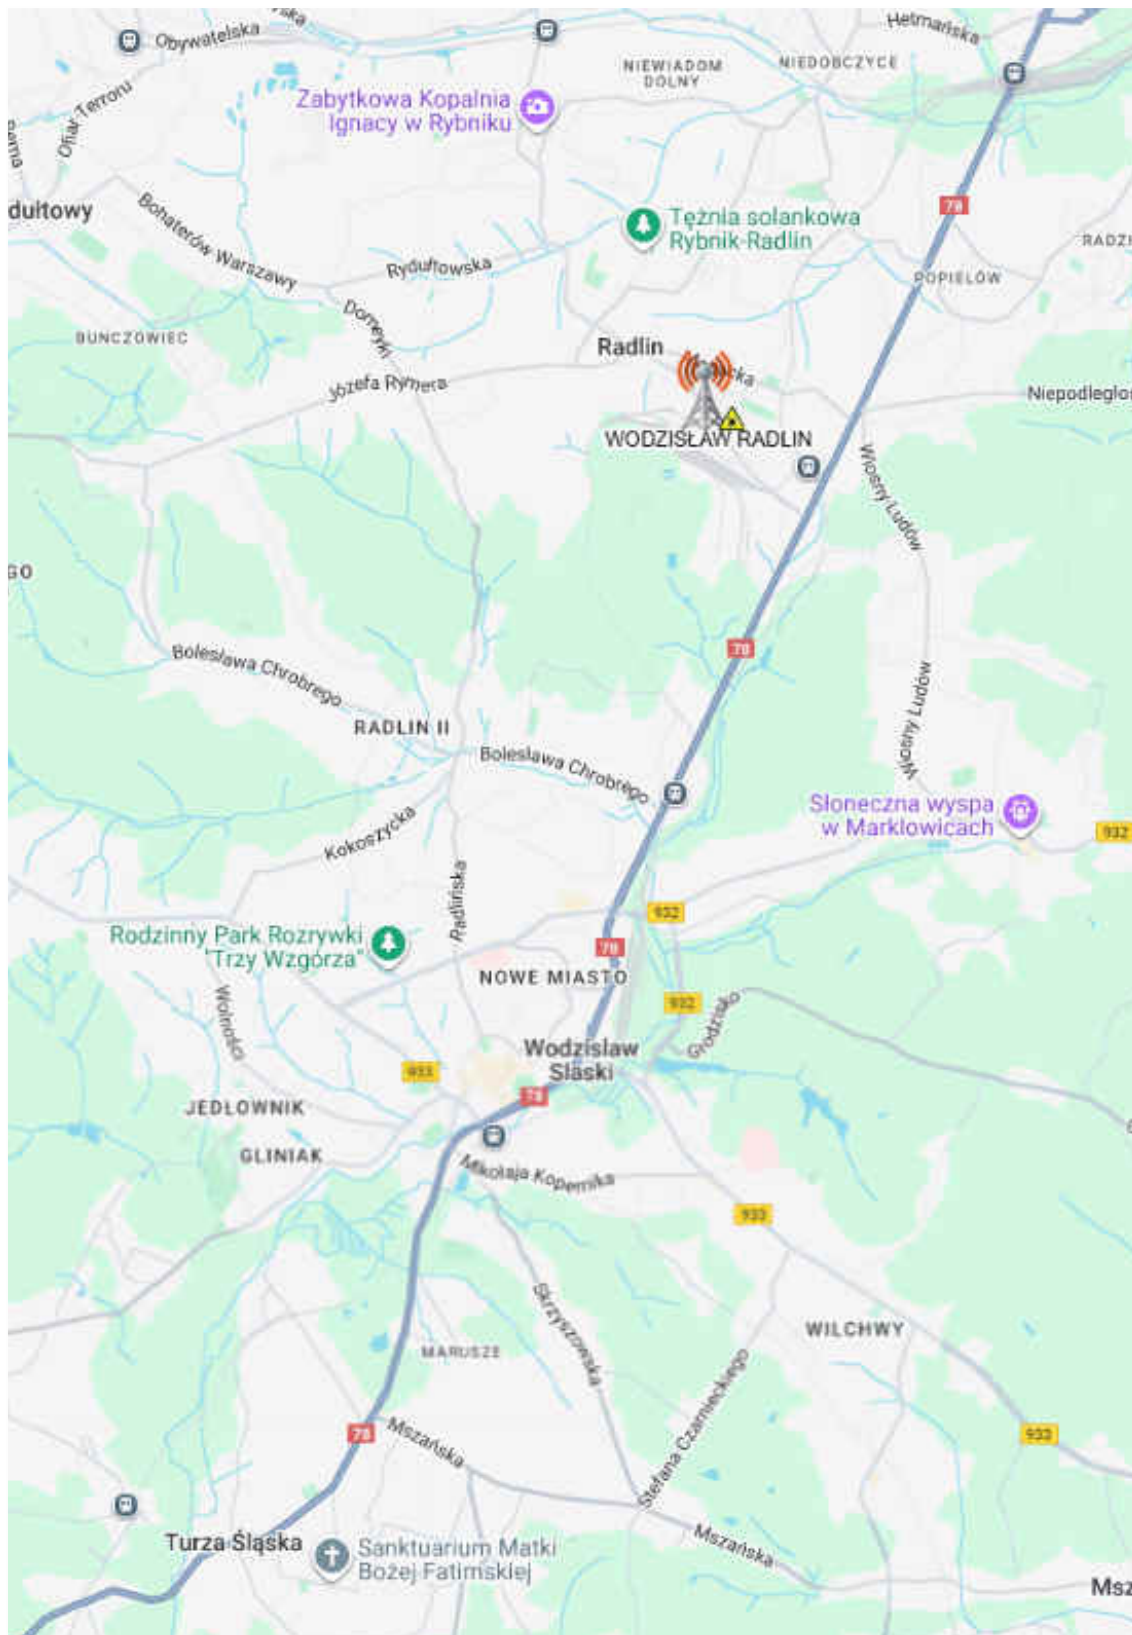 Hetmańska
Obywatelska
NIEWIADOM
DOLNY
NIEDOBCZYCE
Zabytkowa Kopalnia
Ignacy w Rybniku
Ofiar Terroru
78
Tężnia solankowa
Rybnik-Radlin
Bohaterów Warszawy
Rydułtowska
POPIELÓW
Domeyki
BUŃCZOWIEC
Radlin
Józefa Rymera
WODZISŁAW RADLIN
Wiosny Ludów
78
Bolesława Chrobrego
Wiosny Ludów
RADLIN II
Bolesława Chrobrego
Słoneczna wyspa
w Marklowicach
932
Kokoszycka
Radlińska
932
Rodzinny Park Rozrywki
"Trzy Wzgórza"
78
NOWE MIASTO
932
Grodzisko
Wolności
Wodzisław
Śląski
933
78
JEDŁOWNIK
GLINIAK
Mikołaja Kopernika
933
Skrzyszowska
WILCHWY
MARUSZE
Stefana Czarnieckiego
78
Mszańska
933
Mszańska
Turza Śląska
Sanktuarium Matki
Bożej Fatimskiej